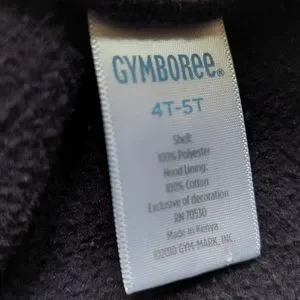 GYMBOREE®
4T-5T
Shell:
100% Polyester
Hood Lining:
100% Cotton
Exclusive of decoration
RN 70530
Made in Kenya
©2010 GYM-MARK, INC.